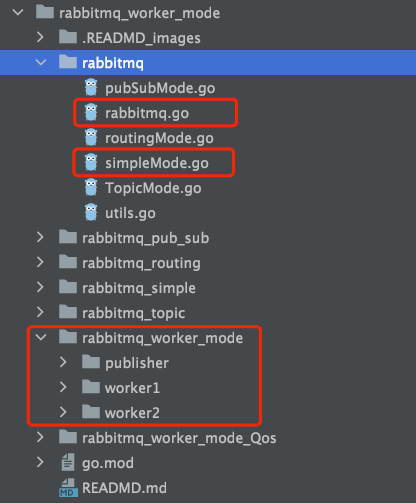 rabbitmq_worker_mode
.READMD_images
rabbitmq
pubSubMode.go
rabbitmq.go
routingMode.go
simpleMode.go
TopicMode.go
utils.go
rabbitmq_pub_sub
rabbitmq_routing
rabbitmq_simple
rabbitmq_topic
rabbitmq_worker_mode
publisher
worker1
worker2
rabbitmq_worker_mode_Qos
go.mod
READMD.md